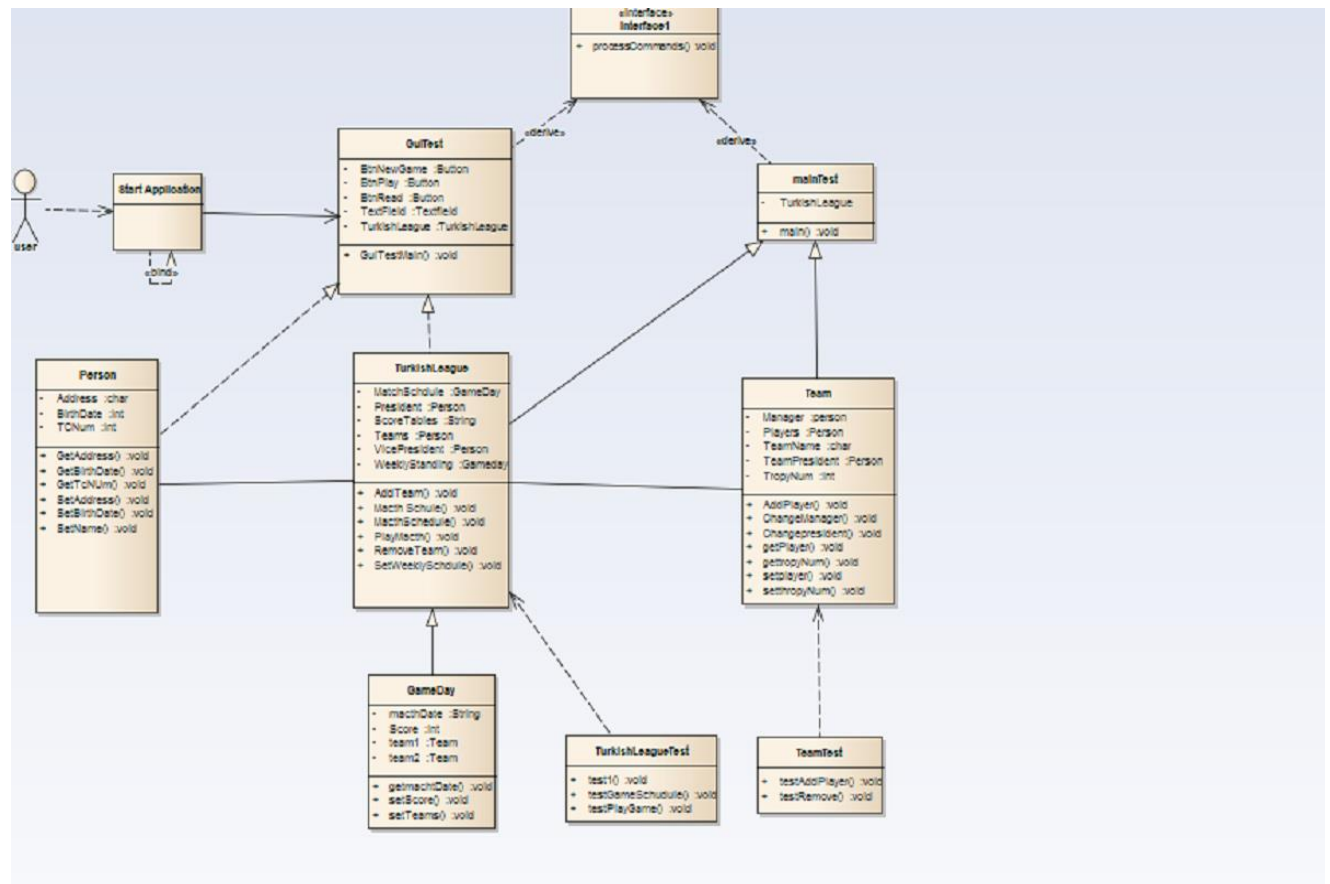 «interface»
Interface1
+ processCommands() :void
«derive»
«derive»
GuiTest
- BtnNewGame :Button
- BtnPlay :Button
- BtnRead :Button
- TextField :Textfield
- TurkishLeague :TurkishLeague
+ GuiTestMain() :void
mainTest
- TurkishLeague
+ main() :void
Start Application
«bind»
user
Person
- Address :char
- BirthDate :int
- TCNum :int
+ GetAddress() :void
+ GetBirthDate() :void
+ GetTcNUm() :void
+ SetAddress() :void
+ SetBirthDate() :void
+ SetName() :void
TurkishLeague
- MatchSchdule :GameDay
- President :Person
- ScoreTables :String
- Teams :Person
- VicePresident :Person
- WeeklyStanding :Gameday
+ AddTeam() :void
+ Macth Schule() :void
+ MacthSchedule() :void
+ PlayMacth() :void
+ RemoveTeam() :void
+ SetWeeklySchdule() :void
Team
- Manager :person
- Players :Person
- TeamName :char
- TeamPresident :Person
- TropyNum :int
+ AddPlayer() :void
+ ChangeManager() :void
+ Changepresident() :void
+ getPlayer() :void
+ gettropyNum() :void
+ setplayer() :void
+ setthropyNum() :void
GameDay
- macthDate :String
- Score :int
- team1 :Team
- team2 :Team
+ getmachtDate() :void
+ setScore() :void
+ setTeams() :void
TurkishLeagueTest
+ test1() :void
+ testGameSchudule() :void
+ testPlayGame() :void
TeamTest
+ testAddPlayer() :void
+ testRemove() :void